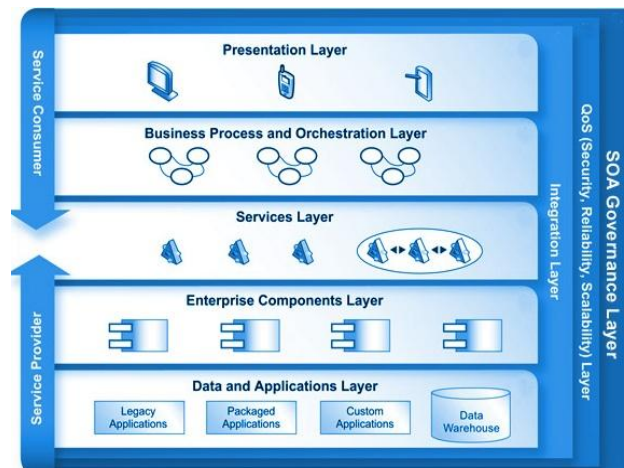 Service Consumer
Service Provider
Presentation Layer
Business Process and Orchestration Layer
Services Layer
Enterprise Components Layer
Data and Applications Layer
Legacy
Applications
Packaged
Applications
Custom
Applications
Data
Warehouse
Integration Layer
QoS (Security, Reliability, Scalability) Layer
SOA Governance Layer